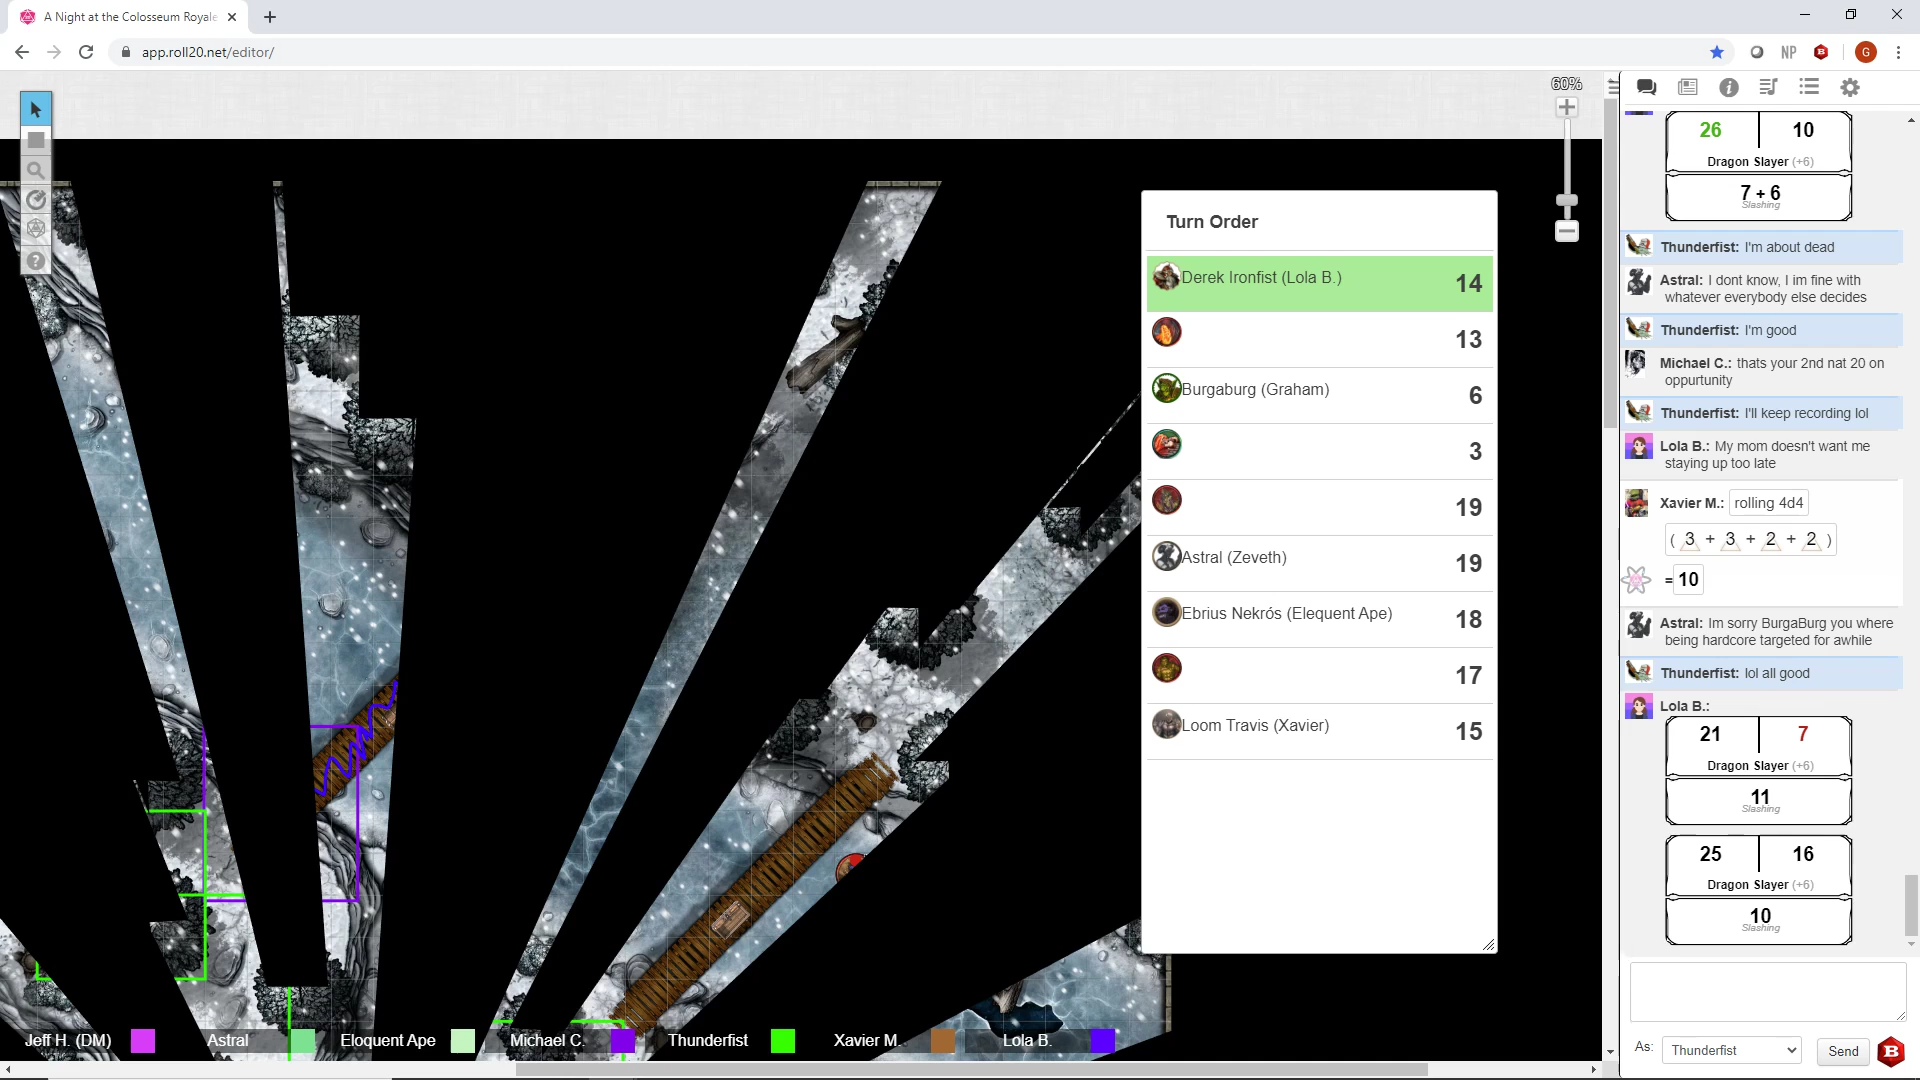 A Night at the Colosseum Royale
app.roll20.net/editor/
NP
G
60%
Turn Order
Derek Ironfist (Lola B.) 14
13
Burgaburg (Graham) 6
3
19
Astral (Zeveth) 19
Ebrius Nekrós (Elequent Ape) 18
17
Loom Travis (Xavier) 15
26 10
Dragon Slayer (+6)
7 + 6
Slashing
Thunderfist: I'm about dead
Astral: I dont know, I im fine with
whatever everybody else decides
Thunderfist: I'm good
Michael C.: thats your 2nd nat 20 on
oppurtunity
Thunderfist: I'll keep recording lol
Lola B.: My mom doesn't want me
staying up too late
Xavier M.: rolling 4d4
( 3 + 3 + 2 + 2 )
= 10
Astral: Im sorry BurgaBurg you where
being hardcore targeted for awhile
Thunderfist: lol all good
Lola B.:
21 7
Dragon Slayer (+6)
11
Slashing
25 16
Dragon Slayer (+6)
10
Slashing
As: Thunderfist Send B
Jeff H. (DM) Astral Eloquent Ape Michael C. Thunderfist Xavier M. Lola B.